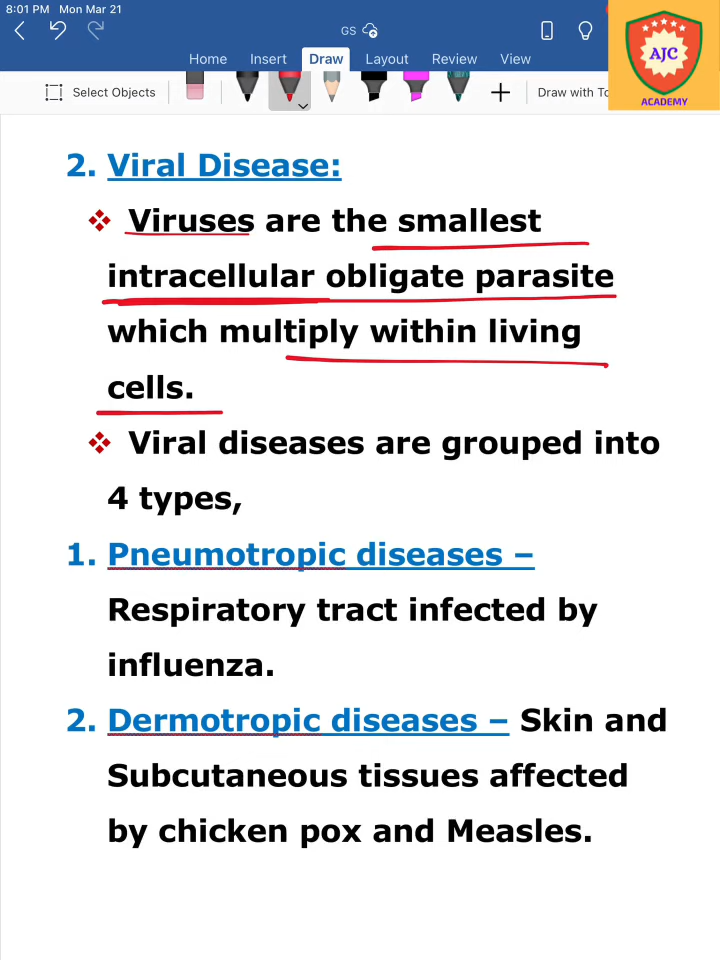 8:01 PM Mon Mar 21
GS
Home Insert Draw Layout Review View
Select Objects
Draw with To
AJC
ACADEMY
2. Viral Disease:
❖ Viruses are the smallest
intracellular obligate parasite
which multiply within living
cells.
❖ Viral diseases are grouped into
4 types,
1. Pneumotropic diseases –
Respiratory tract infected by
influenza.
2. Dermotropic diseases – Skin and
Subcutaneous tissues affected
by chicken pox and Measles.